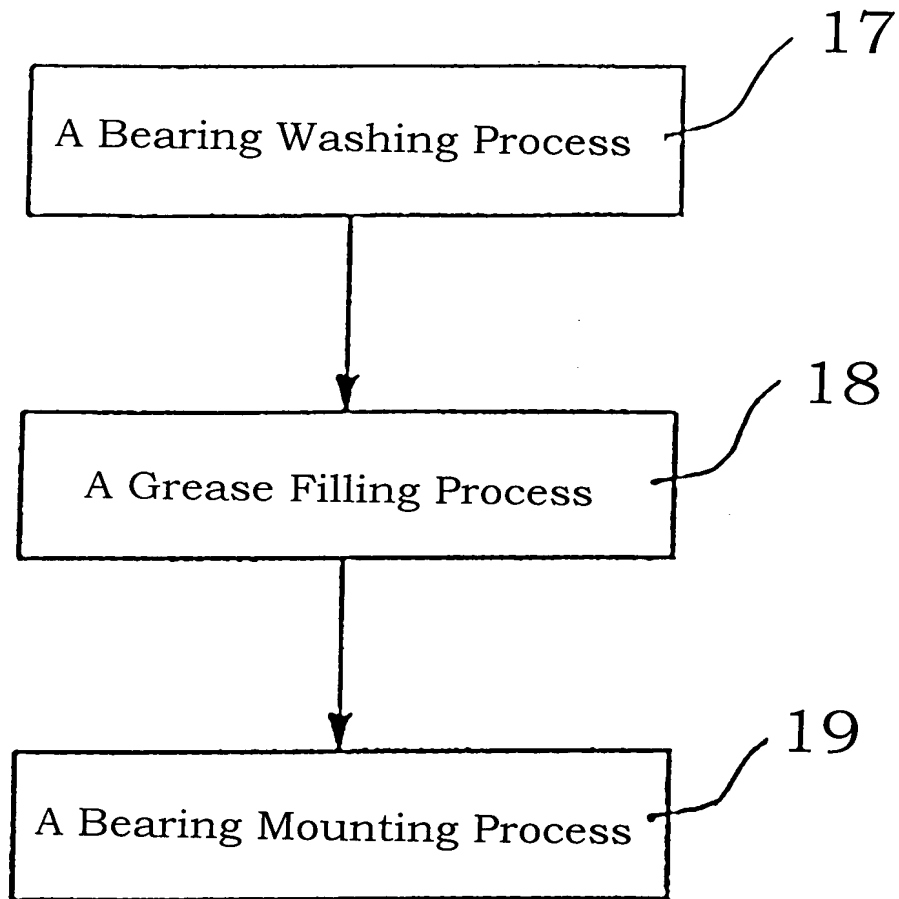 17
A Bearing Washing Process
18
A Grease Filling Process
19
A Bearing Mounting Process